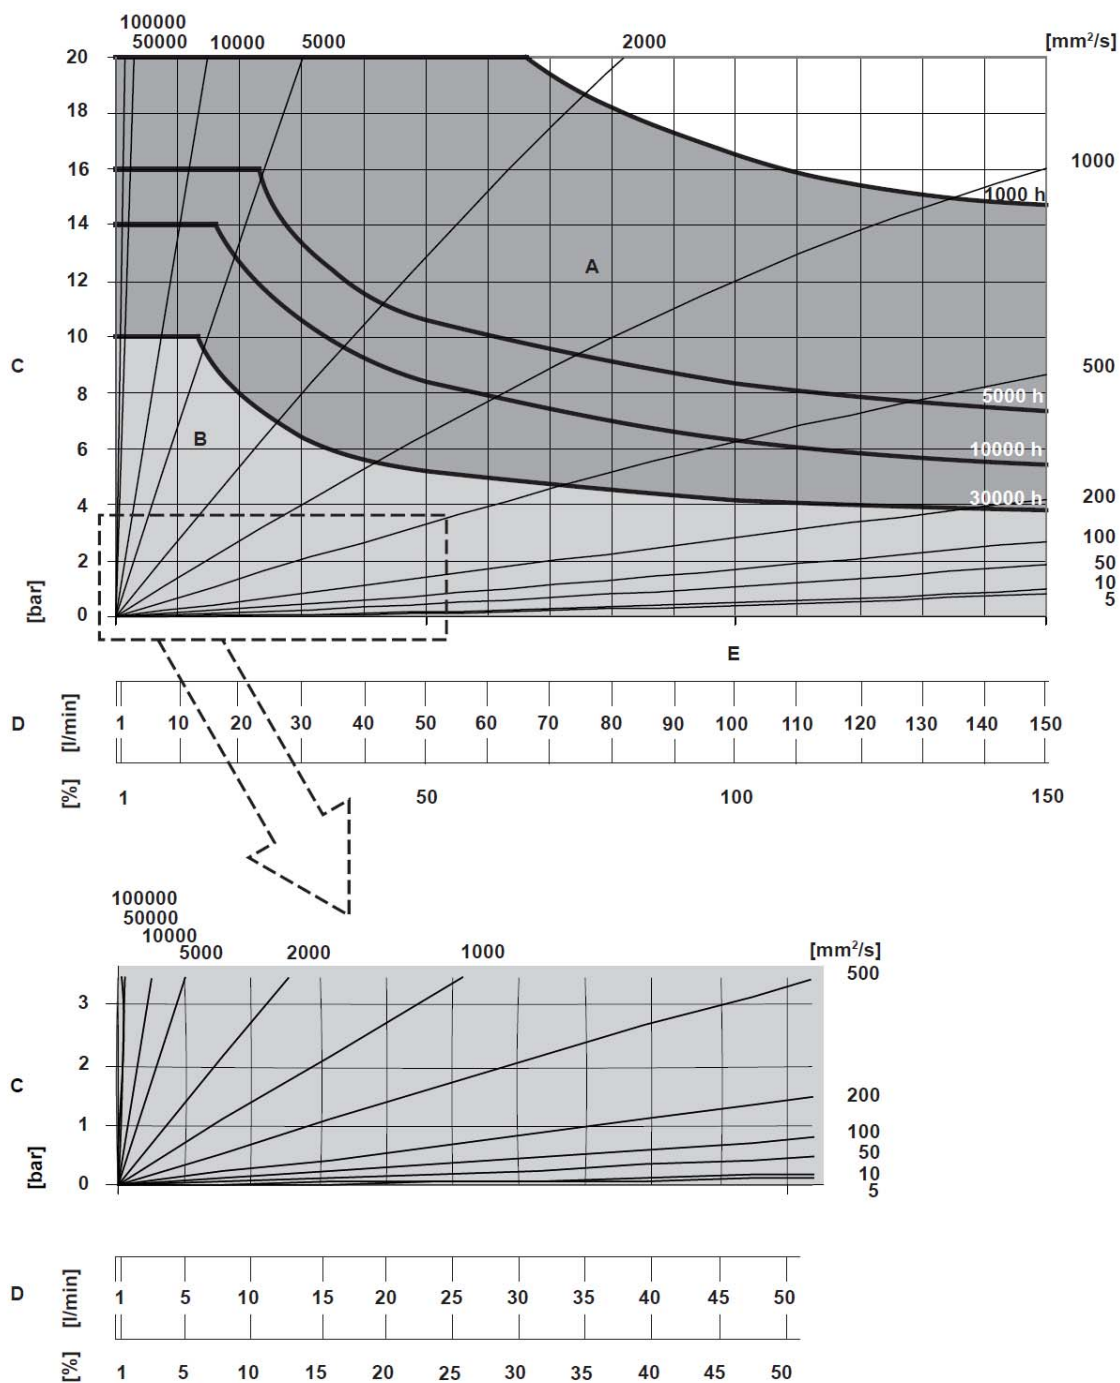 100000
50000 10000 5000 2000 [mm²/s]
20
18
16 1000
1000 h
14
12 A
10
C 500
8 5000 h
B
6 10000 h
30000 h 200
4
100
2 50
10
[bar] 0 5
E
D [l/min] 1 10 20 30 40 50 60 70 80 90 100 110 120 130 140 150
[%] 1 50 100 150
100000
50000
10000
5000 2000 1000 [mm²/s]
500
3
2
C
200
1
100
50
[bar] 0 10
5
D [l/min] 1 5 10 15 20 25 30 35 40 45 50
[%] 1 5 10 15 20 25 30 35 40 45 50